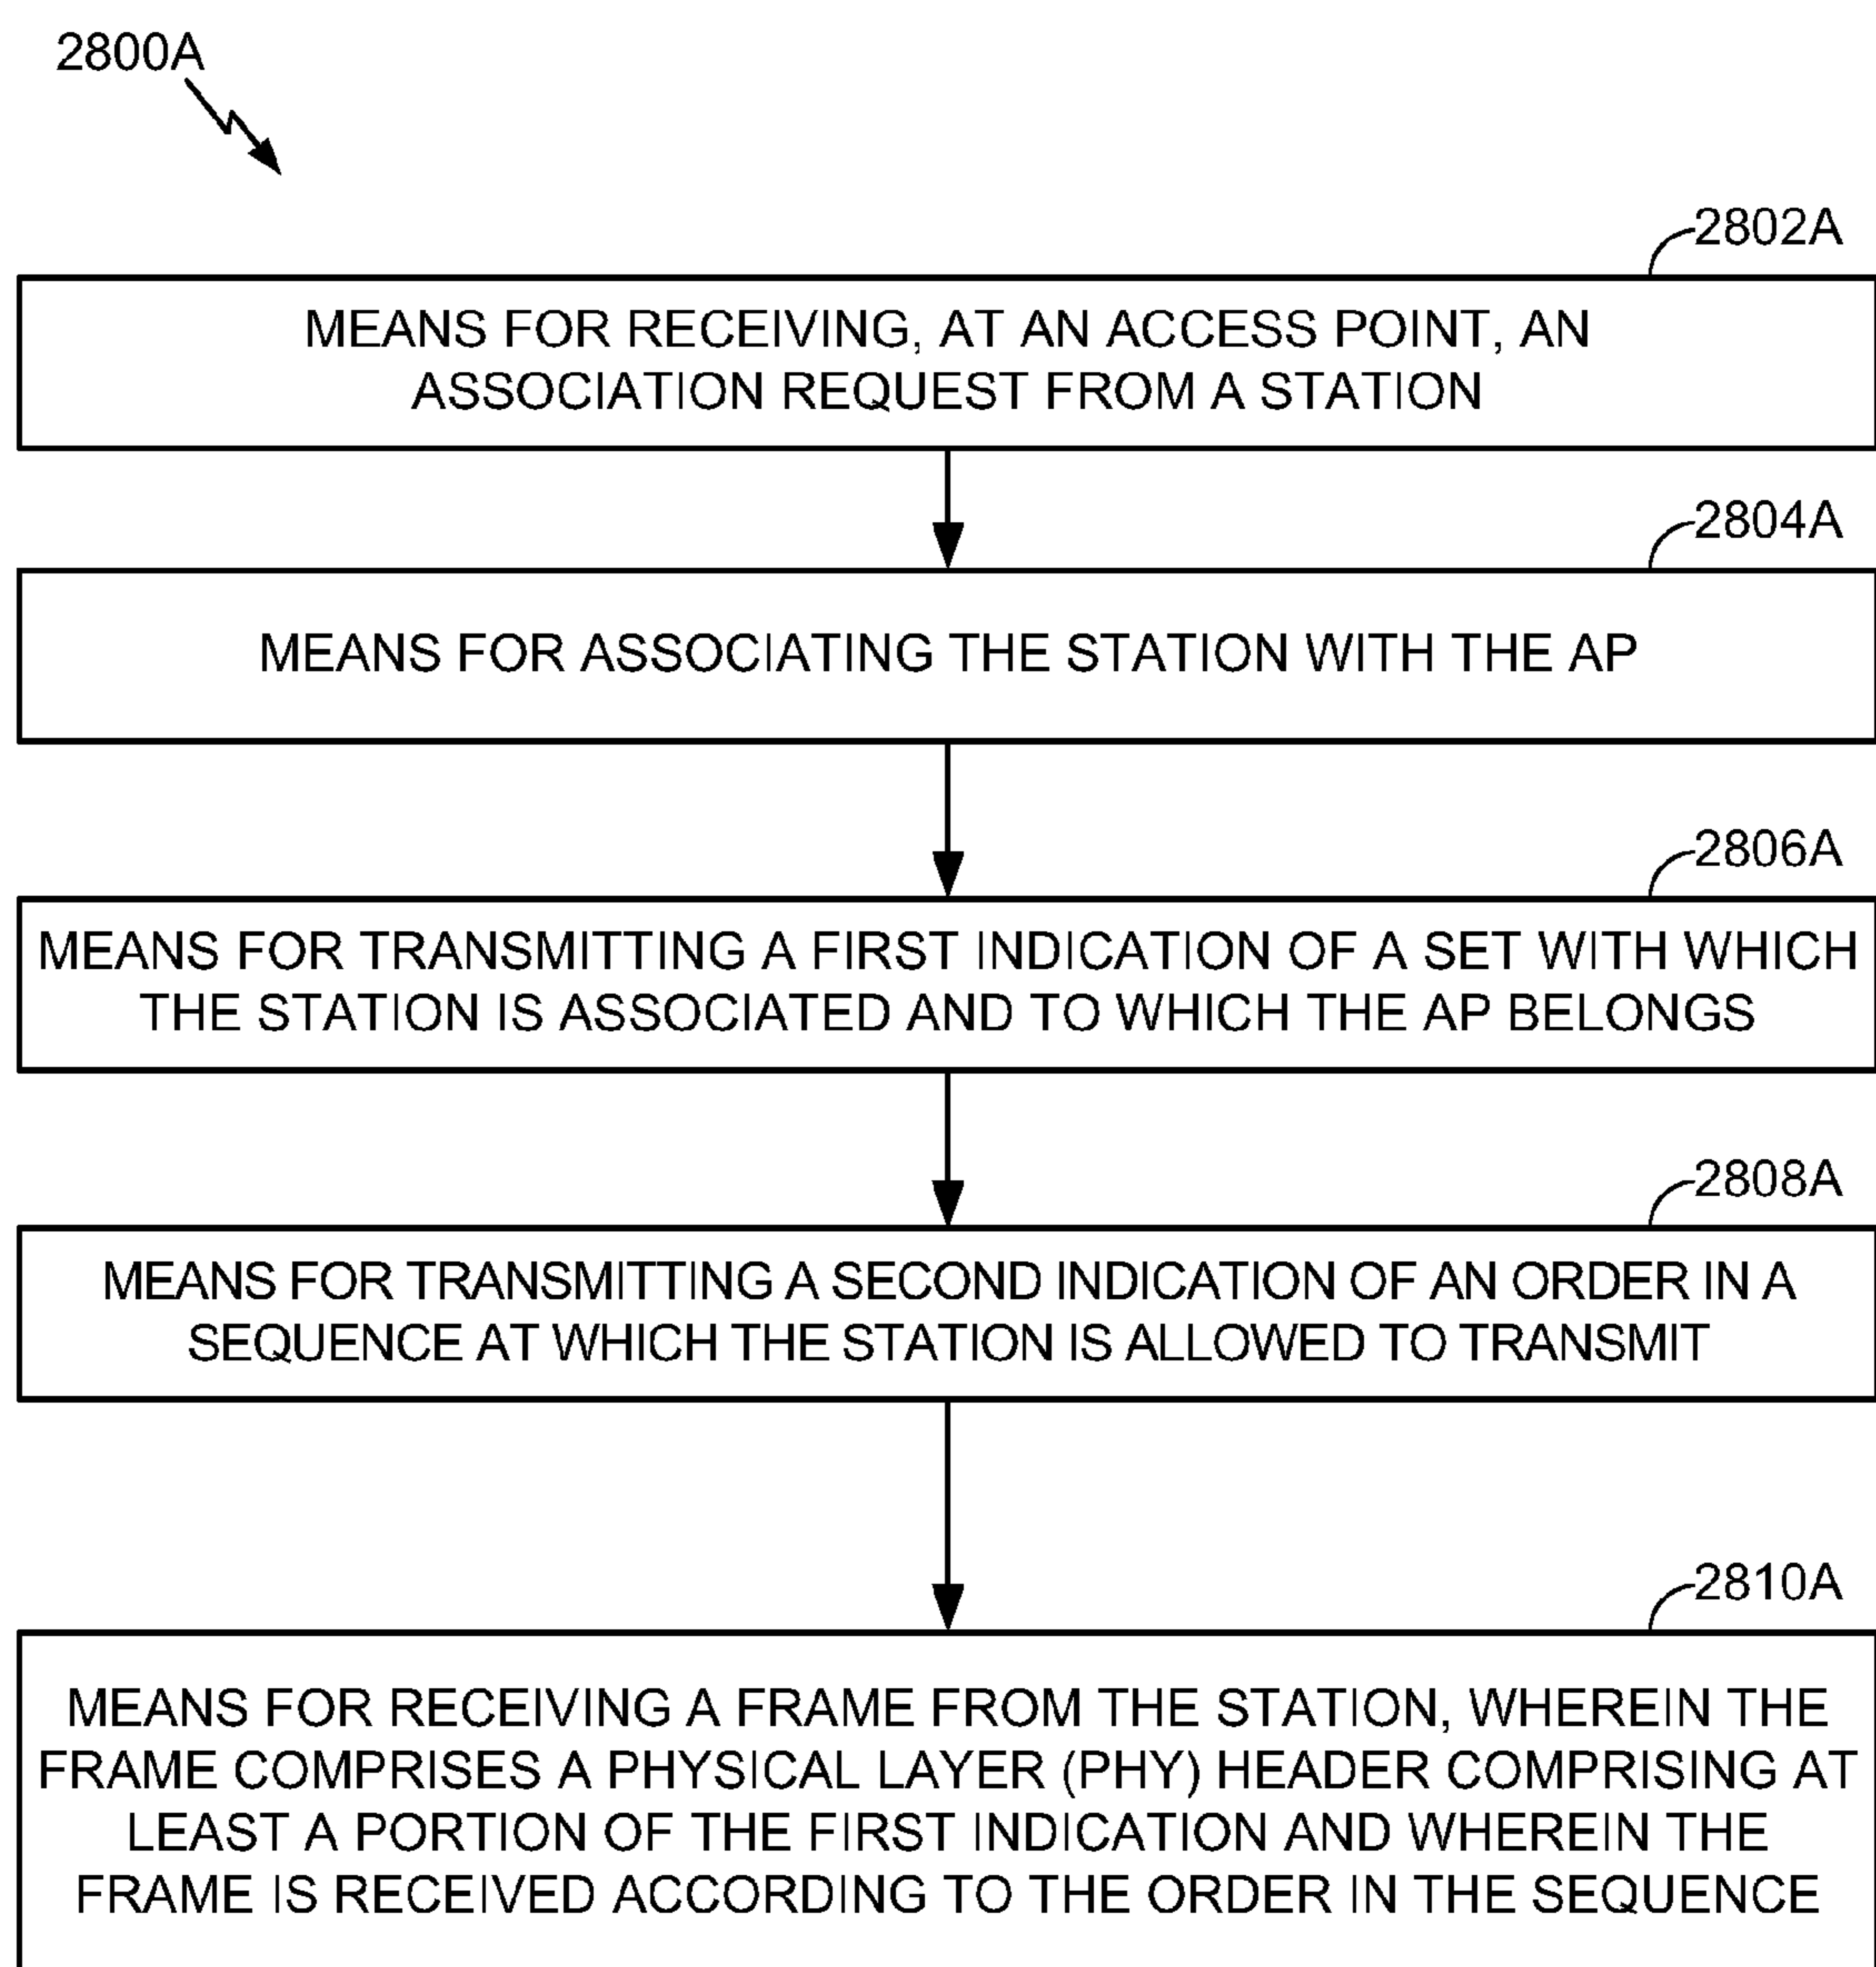 2800A
2802A
MEANS FOR RECEIVING, AT AN ACCESS POINT, AN
ASSOCIATION REQUEST FROM A STATION
2804A
MEANS FOR ASSOCIATING THE STATION WITH THE AP
2806A
MEANS FOR TRANSMITTING A FIRST INDICATION OF A SET WITH WHICH
THE STATION IS ASSOCIATED AND TO WHICH THE AP BELONGS
2808A
MEANS FOR TRANSMITTING A SECOND INDICATION OF AN ORDER IN A
SEQUENCE AT WHICH THE STATION IS ALLOWED TO TRANSMIT
2810A
MEANS FOR RECEIVING A FRAME FROM THE STATION, WHEREIN THE
FRAME COMPRISES A PHYSICAL LAYER (PHY) HEADER COMPRISING AT
LEAST A PORTION OF THE FIRST INDICATION AND WHEREIN THE
FRAME IS RECEIVED ACCORDING TO THE ORDER IN THE SEQUENCE